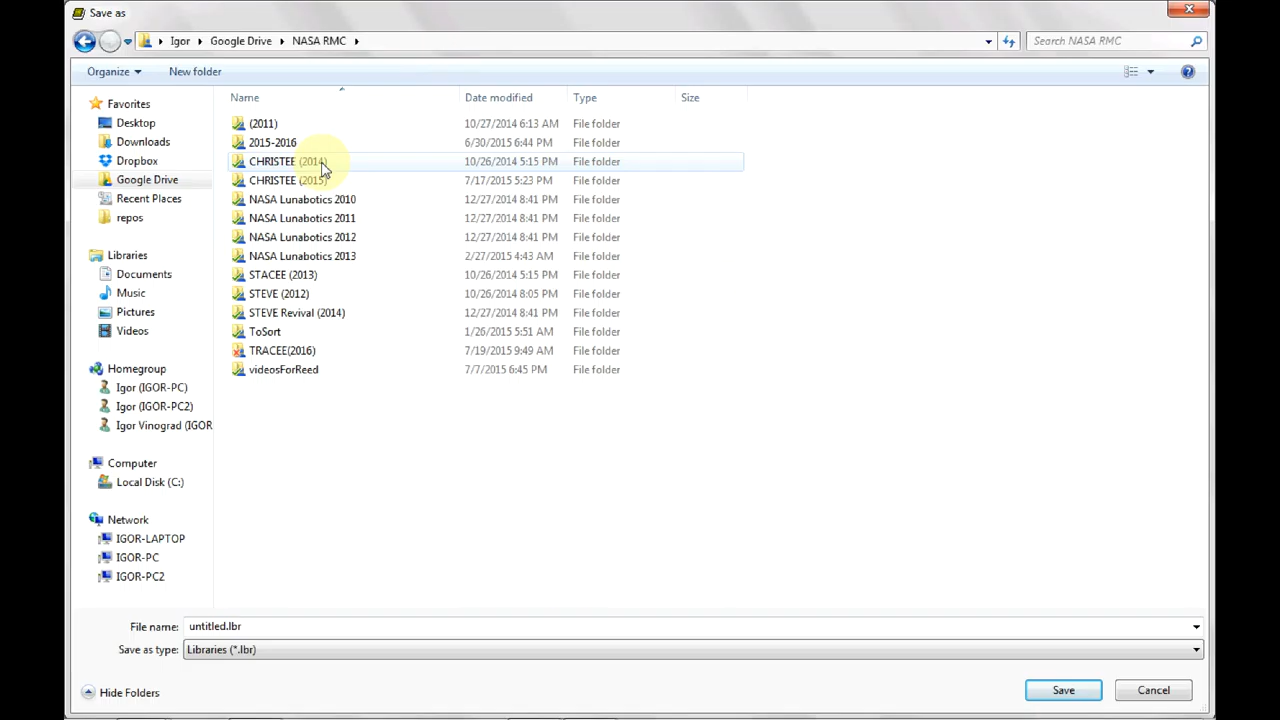 Save as
Igor Google Drive NASA RMC
Search NASA RMC
Organize New folder
Name Date modified Type Size
Favorites
Desktop
Downloads
Dropbox
Google Drive
Recent Places
repos
Libraries
Documents
Music
Pictures
Videos
Homegroup
Igor (IGOR-PC)
Igor (IGOR-PC2)
Igor Vinograd (IGOR
Computer
Local Disk (C:)
Network
IGOR-LAPTOP
IGOR-PC
IGOR-PC2
(2011) 10/27/2014 6:13 AM File folder
2015-2016 6/30/2015 6:44 PM File folder
CHRISTEE (2014) 10/26/2014 5:15 PM File folder
CHRISTEE (2015) 7/17/2015 5:23 PM File folder
NASA Lunabotics 2010 12/27/2014 8:41 PM File folder
NASA Lunabotics 2011 12/27/2014 8:41 PM File folder
NASA Lunabotics 2012 12/27/2014 8:41 PM File folder
NASA Lunabotics 2013 2/27/2015 4:43 AM File folder
STACEE (2013) 10/26/2014 5:15 PM File folder
STEVE (2012) 10/26/2014 8:05 PM File folder
STEVE Revival (2014) 12/27/2014 8:41 PM File folder
ToSort 1/26/2015 5:51 AM File folder
TRACEE(2016) 7/19/2015 9:49 AM File folder
videosForReed 7/7/2015 6:45 PM File folder
File name: untitled.lbr
Save as type: Libraries (*.lbr)
Hide Folders Save Cancel